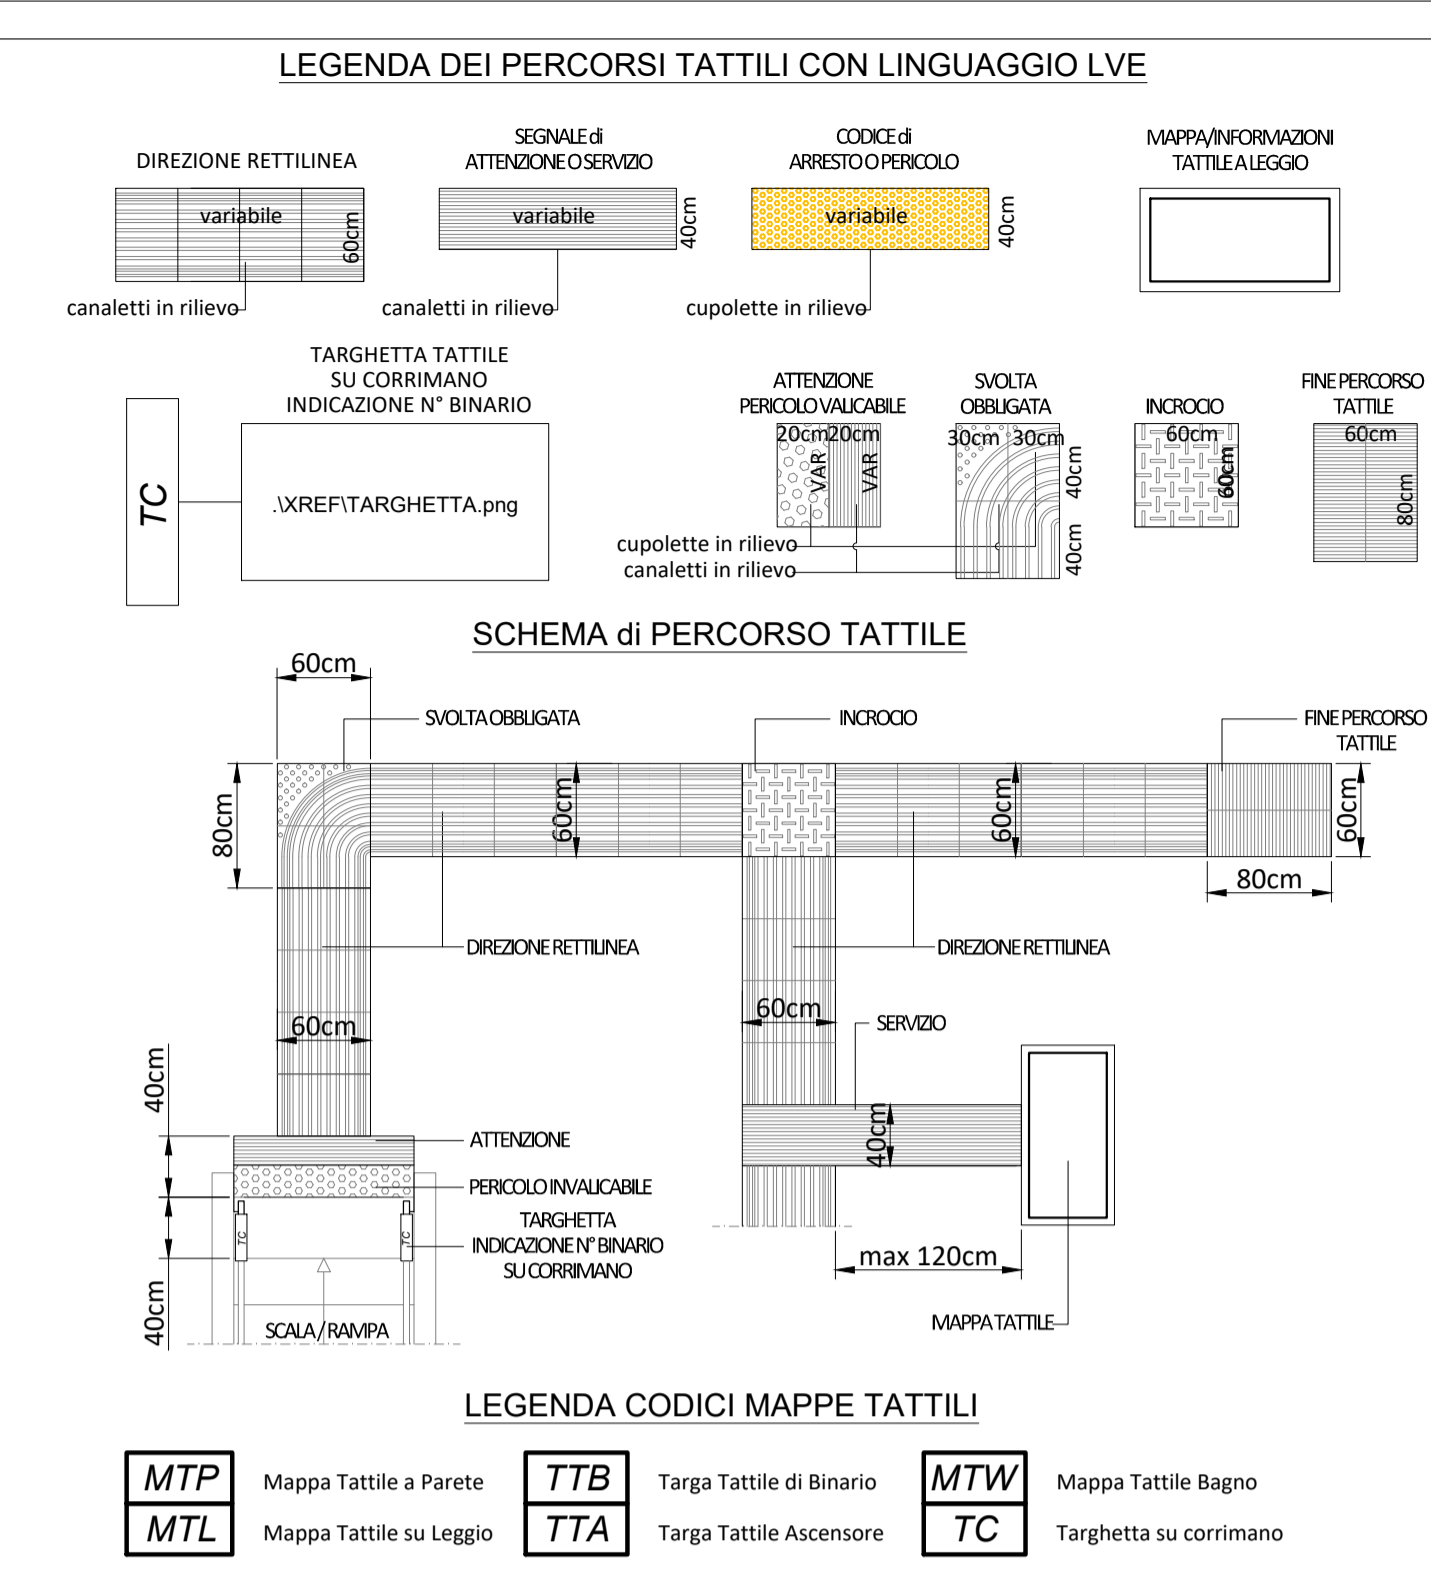 LEGENDA DEI PERCORSI TATTILI CON LINGUAGGIO LVE
DIREZIONE RETTILINEA
variabile
60cm
canaletti in rilievo
SEGNALE di
ATTENZIONE O SERVIZIO
variabile
40cm
canaletti in rilievo
CODICE di
ARRESTO O PERICOLO
variabile
40cm
cupolette in rilievo
MAPPA/INFORMAZIONI
TATTILE A LEGGIO
TARGHETTA TATTILE
SU CORRIMANO
INDICAZIONE N° BINARIO
TC
.\XREF\TARGHETTA.png
ATTENZIONE
PERICOLO VALICABILE
20cm 20cm
VAR VAR
SVOLTA
OBBLIGATA
30cm 30cm
40cm
40cm
cupolette in rilievo
canaletti in rilievo
INCROCIO
60cm
60cm
FINE PERCORSO
TATTILE
60cm
80cm
SCHEMA di PERCORSO TATTILE
60cm
SVOLTA OBBLIGATA
INCROCIO
FINE PERCORSO
TATTILE
80cm
60cm
60cm
60cm
80cm
DIREZIONE RETTILINEA
DIREZIONE RETTILINEA
60cm
60cm
SERVIZIO
40cm
40cm
ATTENZIONE
PERICOLO INVALICABILE
TARGHETTA
INDICAZIONE N° BINARIO
SU CORRIMANO
TC
TC
40cm
max 120cm
SCALA / RAMPA
MAPPA TATTILE
LEGENDA CODICI MAPPE TATTILI
MTP Mappa Tattile a Parete
TTB Targa Tattile di Binario
MTW Mappa Tattile Bagno
MTL Mappa Tattile su Leggio
TTA Targa Tattile Ascensore
TC Targhetta su corrimano